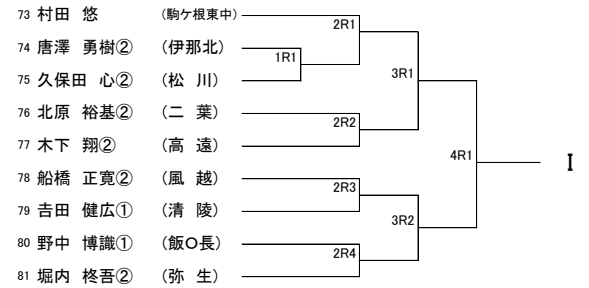 73 村田 悠 (駒ケ根東中)
2R1
74 唐澤 勇樹② (伊那北)
1R1
75 久保田 心② (松 川)
3R1
76 北原 裕基② (二 葉)
2R2
77 木下 翔② (高 遠)
4R1
I
78 船橋 正寛② (風 越)
2R3
79 吉田 健広① (清 陵)
3R2
80 野中 博識① (飯O長)
2R4
81 堀内 柊吾② (弥 生)